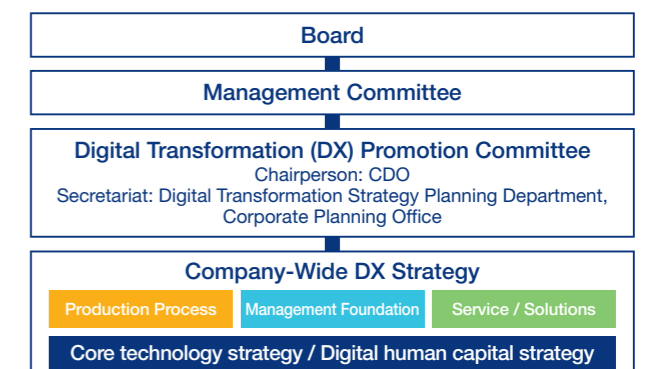 Board
Management Committee
Digital Transformation (DX) Promotion Committee
Chairperson: CDO
Secretariat: Digital Transformation Strategy Planning Department,
Corporate Planning Office
Company-Wide DX Strategy
Production Process
Management Foundation
Service / Solutions
Core technology strategy / Digital human capital strategy